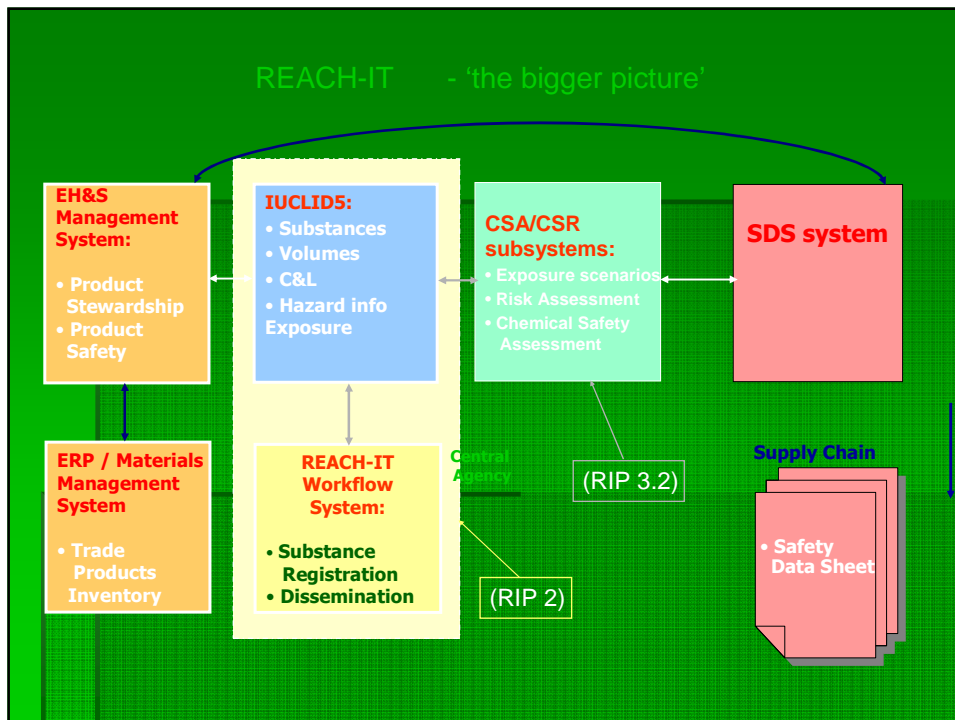 REACH-IT - ‘the bigger picture’
EH&S
Management
System:
• Product
Stewardship
• Product
Safety
IUCLID5:
• Substances
• Volumes
• C&L
• Hazard info
Exposure
CSA/CSR
subsystems:
• Exposure scenarios
• Risk Assessment
• Chemical Safety
Assessment
SDS system
ERP / Materials
Management
System
• Trade
Products
Inventory
REACH-IT
Workflow
System:
• Substance
Registration
• Dissemination
Central
Agency
(RIP 3.2)
(RIP 2)
Supply Chain
• Safety
Data Sheet